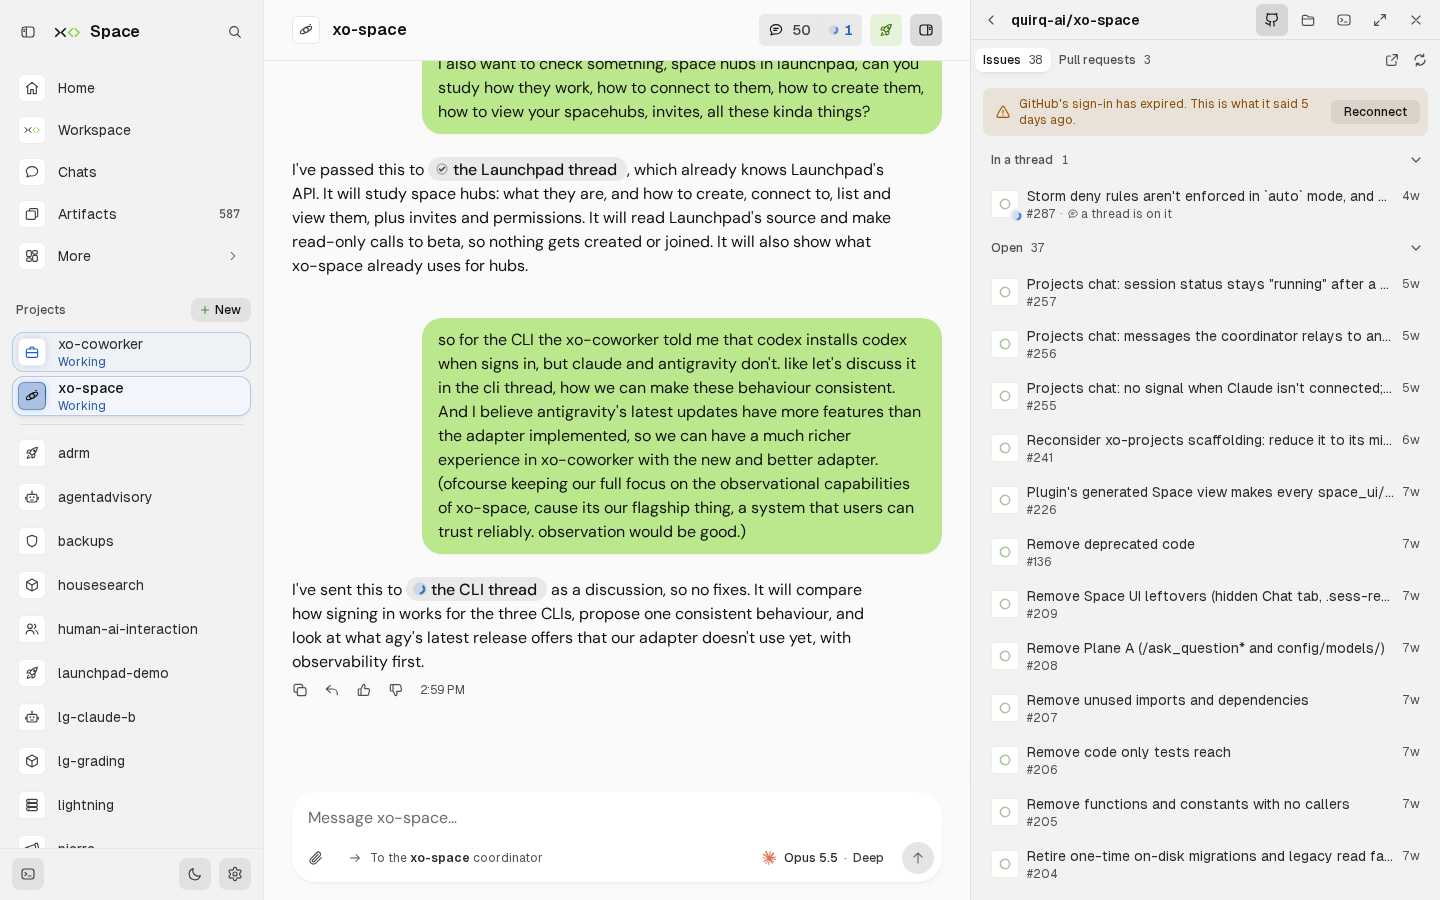 Space
Home
Workspace
Chats
Artifacts 587
More
Projects
+ New
xo-coworker
Working
xo-space
Working
adrm
agentadvisory
backups
housesearch
human-ai-interaction
launchpad-demo
lg-claude-b
lg-grading
lightning
xo-space
50
1
I also want to check something, space hubs in launchpad, can you
study how they work, how to connect to them, how to create them,
how to view your spacehubs, invites, all these kinda things?
I've passed this to the Launchpad thread, which already knows Launchpad's
API. It will study space hubs: what they are, and how to create, connect to, list and
view them, plus invites and permissions. It will read Launchpad's source and make
read-only calls to beta, so nothing gets created or joined. It will also show what
xo-space already uses for hubs.
so for the CLI the xo-coworker told me that codex installs codex
when signs in, but claude and antigravity don't. like let's discuss it
in the cli thread, how we can make these behaviour consistent.
And I believe antigravity's latest updates have more features than
the adapter implemented, so we can have a much richer
experience in xo-coworker with the new and better adapter.
(ofcourse keeping our full focus on the observational capabilities
of xo-space, cause its our flagship thing, a system that users can
trust reliably. observation would be good.)
I've sent this to the CLI thread as a discussion, so no fixes. It will compare
how signing in works for the three CLIs, propose one consistent behaviour, and
look at what agy's latest release offers that our adapter doesn't use yet, with
observability first.
2:59 PM
Message xo-space...
To the xo-space coordinator
Opus 5.5 · Deep
quirq-ai/xo-space
Issues 38
Pull requests 3
GitHub's sign-in has expired. This is what it said 5
days ago.
Reconnect
In a thread 1
Storm deny rules aren't enforced in `auto` mode, and ... 4w
#287 · a thread is on it
Open 37
Projects chat: session status stays "running" after a ... 5w
#257
Projects chat: messages the coordinator relays to an... 5w
#256
Projects chat: no signal when Claude isn't connected;... 5w
#255
Reconsider xo-projects scaffolding: reduce it to its mi... 6w
#241
Plugin's generated Space view makes every space_ui/... 7w
#226
Remove deprecated code 7w
#136
Remove Space UI leftovers (hidden Chat tab, .sess-re... 7w
#209
Remove Plane A (/ask_question* and config/models/) 7w
#208
Remove unused imports and dependencies 7w
#207
Remove code only tests reach 7w
#206
Remove functions and constants with no callers 7w
#205
Retire one-time on-disk migrations and legacy read fa... 7w
#204